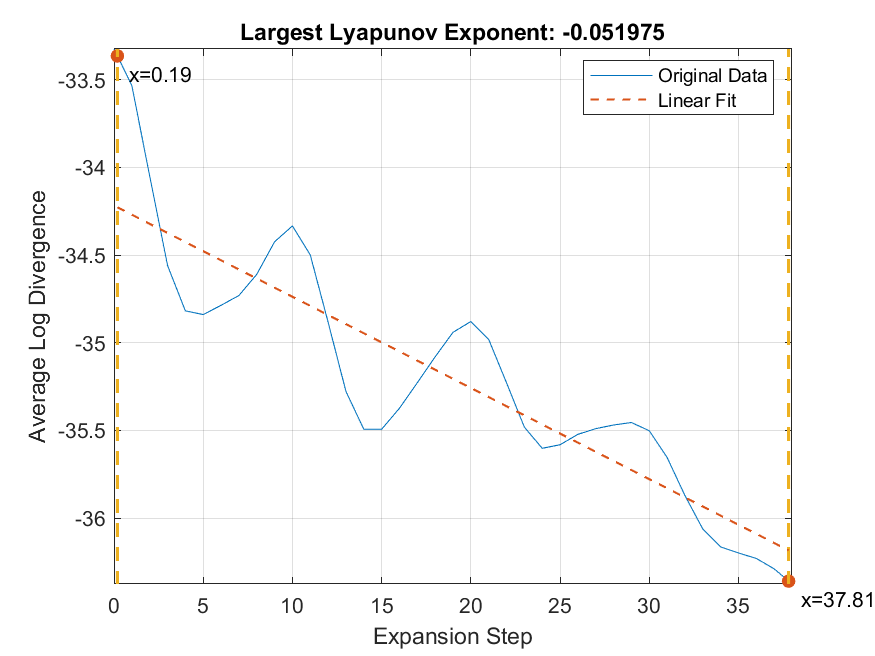 Largest Lyapunov Exponent: -0.051975
Original Data
Linear Fit
x=0.19
x=37.81
Average Log Divergence
-33.5
-34
-34.5
-35
-35.5
-36
0 5 10 15 20 25 30 35
Expansion Step